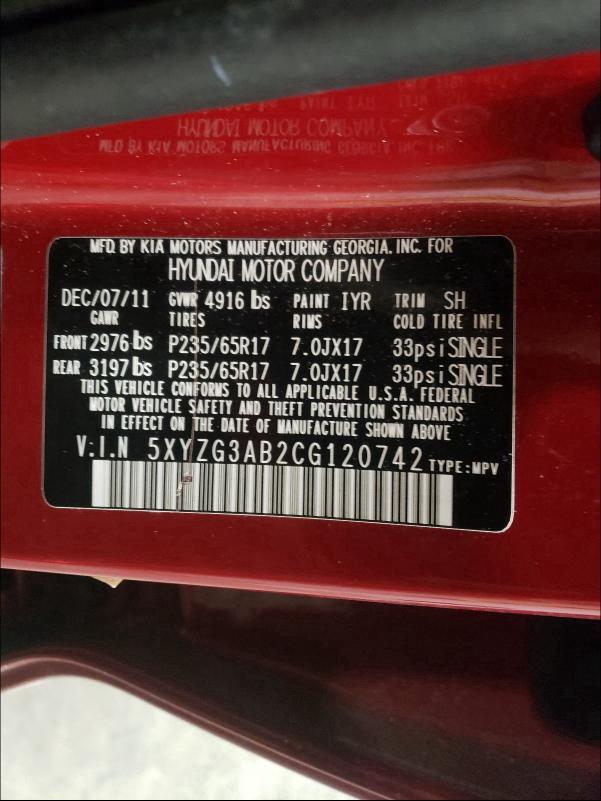 MFD. BY KIA MOTORS MANUFACTURING GEORGIA. INC. FOR
HYUNDAI MOTOR COMPANY
DEC/07/11 GVWR 4916 lbs PAINT IYR TRIM SH
GAWR TIRES RIMS COLD TIRE INFL
FRONT 2976 lbs P235/65R17 7.0JX17 33psi SINGLE
REAR 3197 lbs P235/65R17 7.0JX17 33psi SINGLE
THIS VEHICLE CONFORMS TO ALL APPLICABLE U.S.A. FEDERAL
MOTOR VEHICLE SAFETY AND THEFT PREVENTION STANDARDS
IN EFFECT ON THE DATE OF MANUFACTURE SHOWN ABOVE
V:I.N 5XYZG3AB2CG120742 TYPE:MPV